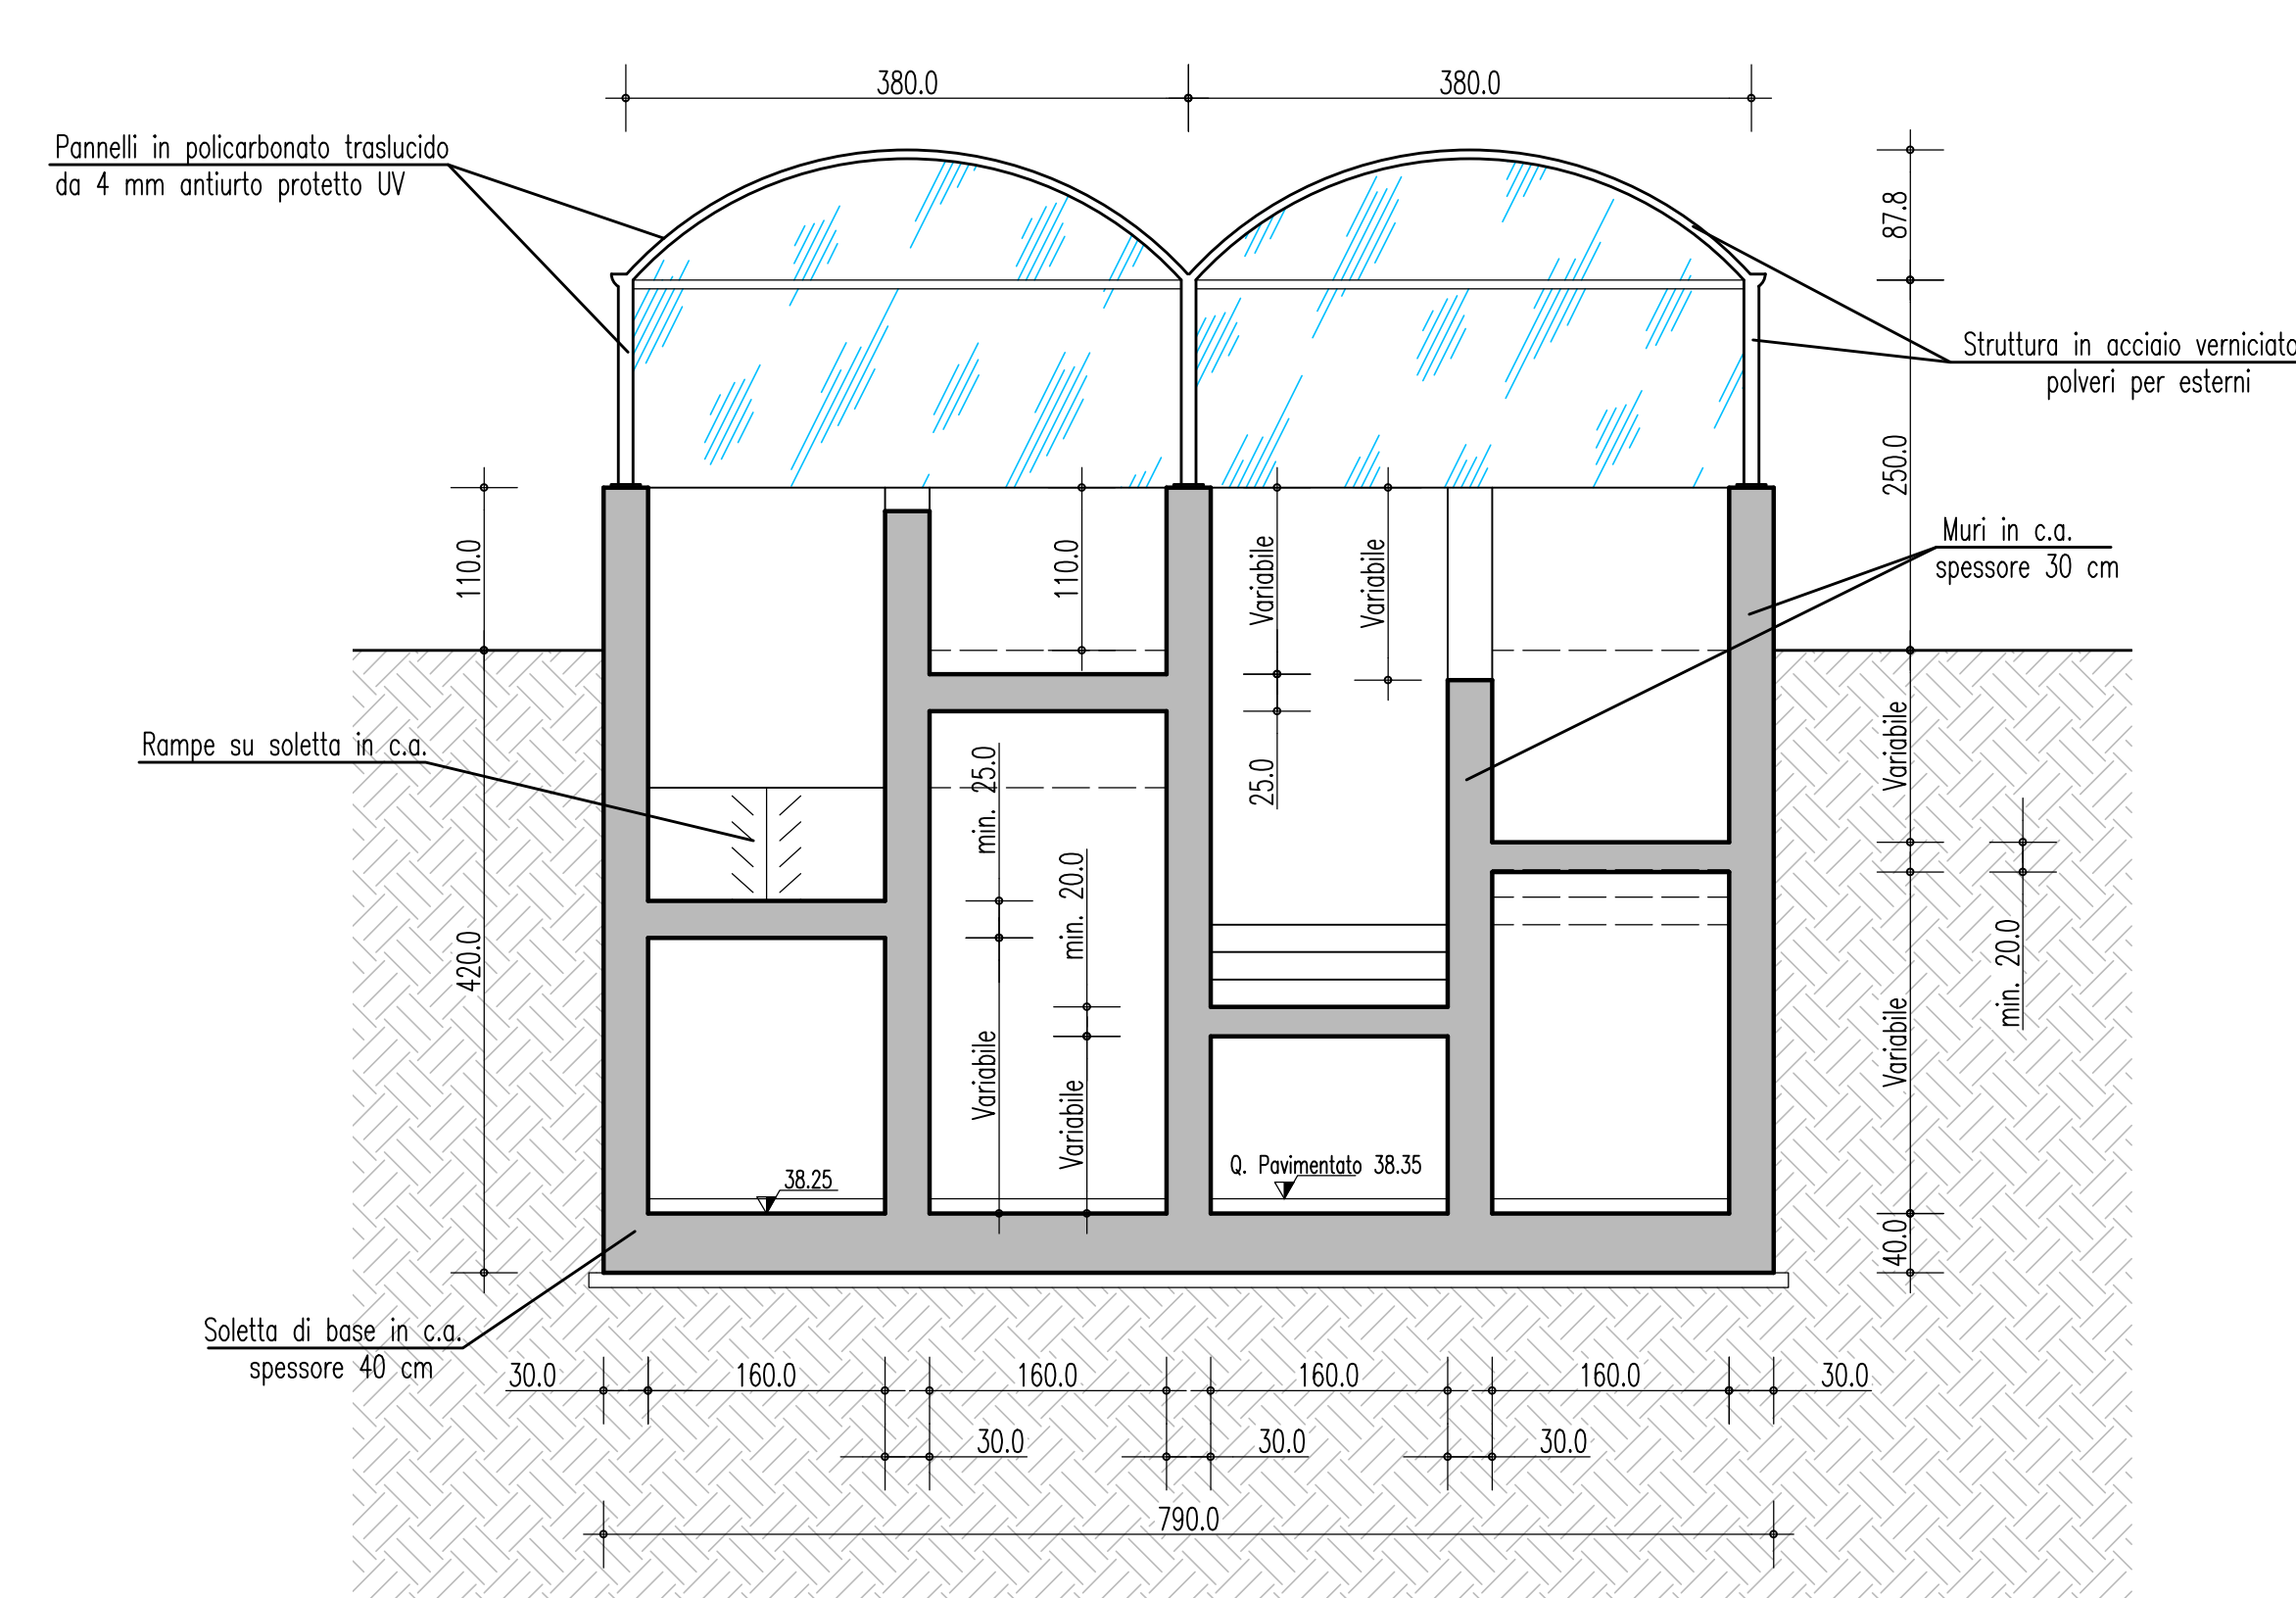 380.0
380.0
Pannelli in policarbonato traslucido
da 4 mm antiurto protetto UV
87.8
Struttura in acciaio verniciato
polveri per esterni
250.0
Muri in c.a.
spessore 30 cm
110.0
110.0
Variabile
Variabile
Rampe su soletta in c.a.
min. 25.0
25.0
Variabile
min. 20.0
420.0
min. 20.0
Variabile
Variabile
Variabile
38.25
Q. Pavimentato 38.35
40.0
Soletta di base in c.a.
spessore 40 cm
30.0
160.0
160.0
160.0
160.0
30.0
30.0
30.0
30.0
790.0